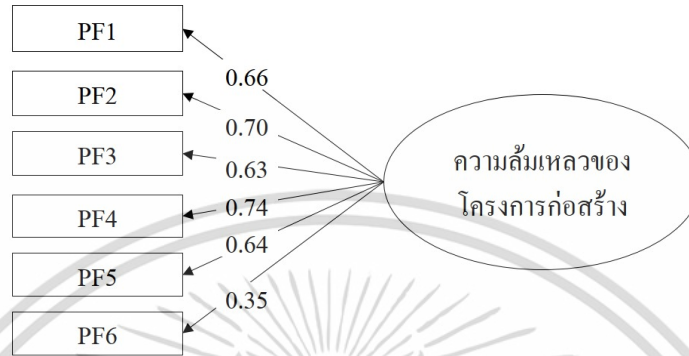 PF1
0.66
PF2
0.70
PF3
0.63
PF4
0.74
PF5
0.64
PF6
0.35
ความล้มเหลวของ
โครงการก่อสร้าง